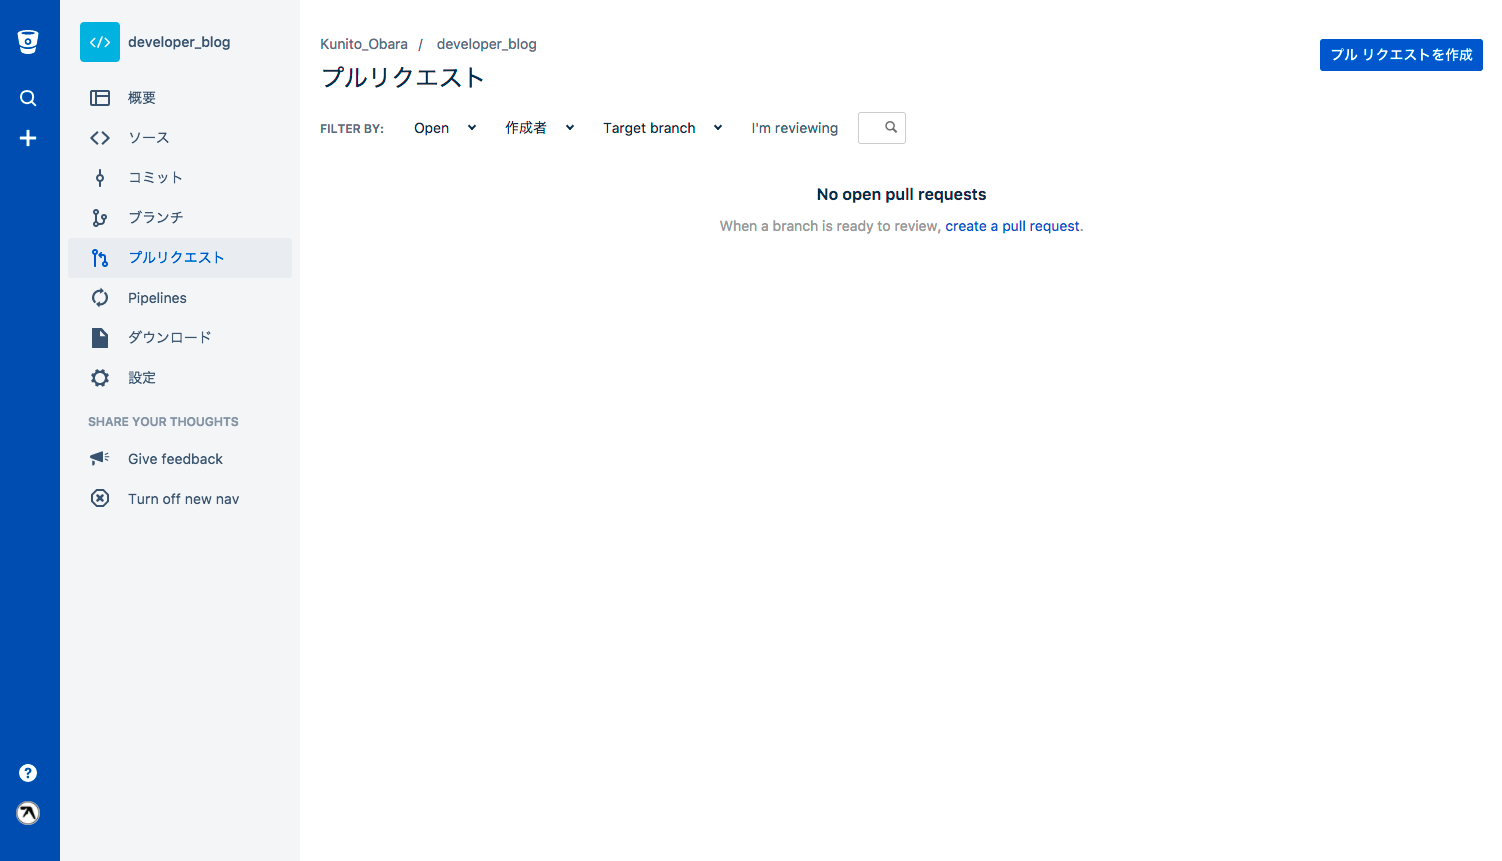 developer_blog
概要
ソース
コミット
ブランチ
プルリクエスト
Pipelines
ダウンロード
設定
SHARE YOUR THOUGHTS
Give feedback
Turn off new nav
Kunito_Obara / developer_blog
プルリクエスト
プル リクエストを作成
FILTER BY: Open 作成者 Target branch I'm reviewing
No open pull requests
When a branch is ready to review, create a pull request.